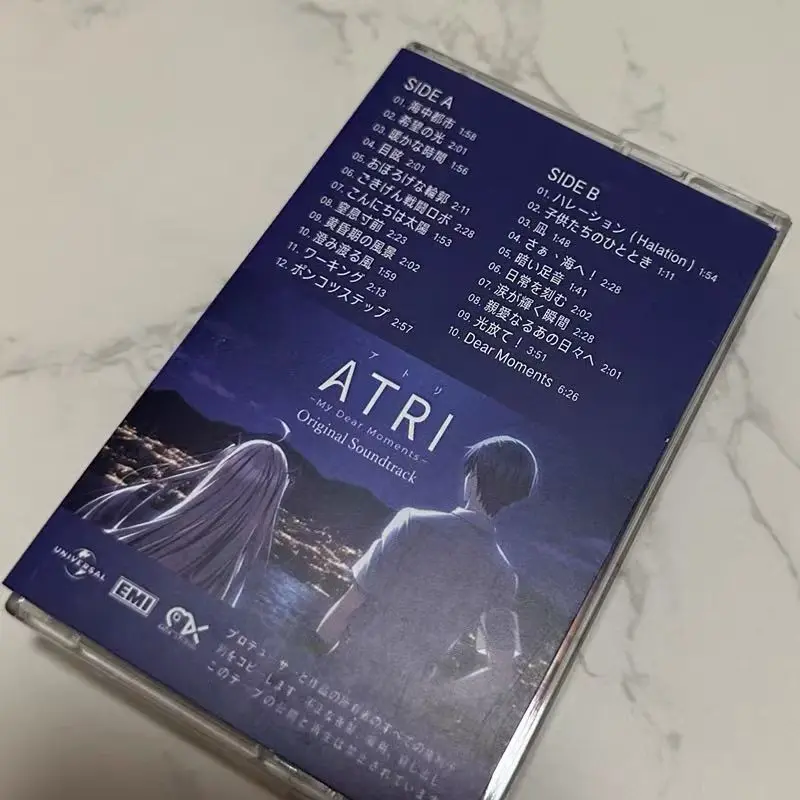 SIDE A
01. 海中都市 1:58
02. 希望の光 2:01
03. 暖かな時間 1:56
04. 目眩 2:01
05. おぼろげな輪郭 2:11
06. ごきげん戦闘ロボ 2:28
07. こんにちは太陽 1:53
08. 窒息寸前 2:23
09. 黄昏期の風景 2:02
10. 澄み渡る風 1:59
11. ワーキング 2:13
12. ポンコツステップ 2:57
SIDE B
01. ハレーション (Halation) 1:54
02. 子供たちのひととき 1:11
03. 凪 1:48
04. さぁ、海へ! 2:28
05. 暗い足音 1:41
06. 日常を刻む 2:02
07. 涙が輝く瞬間 2:28
08. 親愛なるあの日々へ 2:01
09. 光放て! 3:51
10. Dear Moments 6:26
アトリ
ATRI
-My Dear Moments-
Original Soundtrack
UNIVERSAL
EMI
このテープの